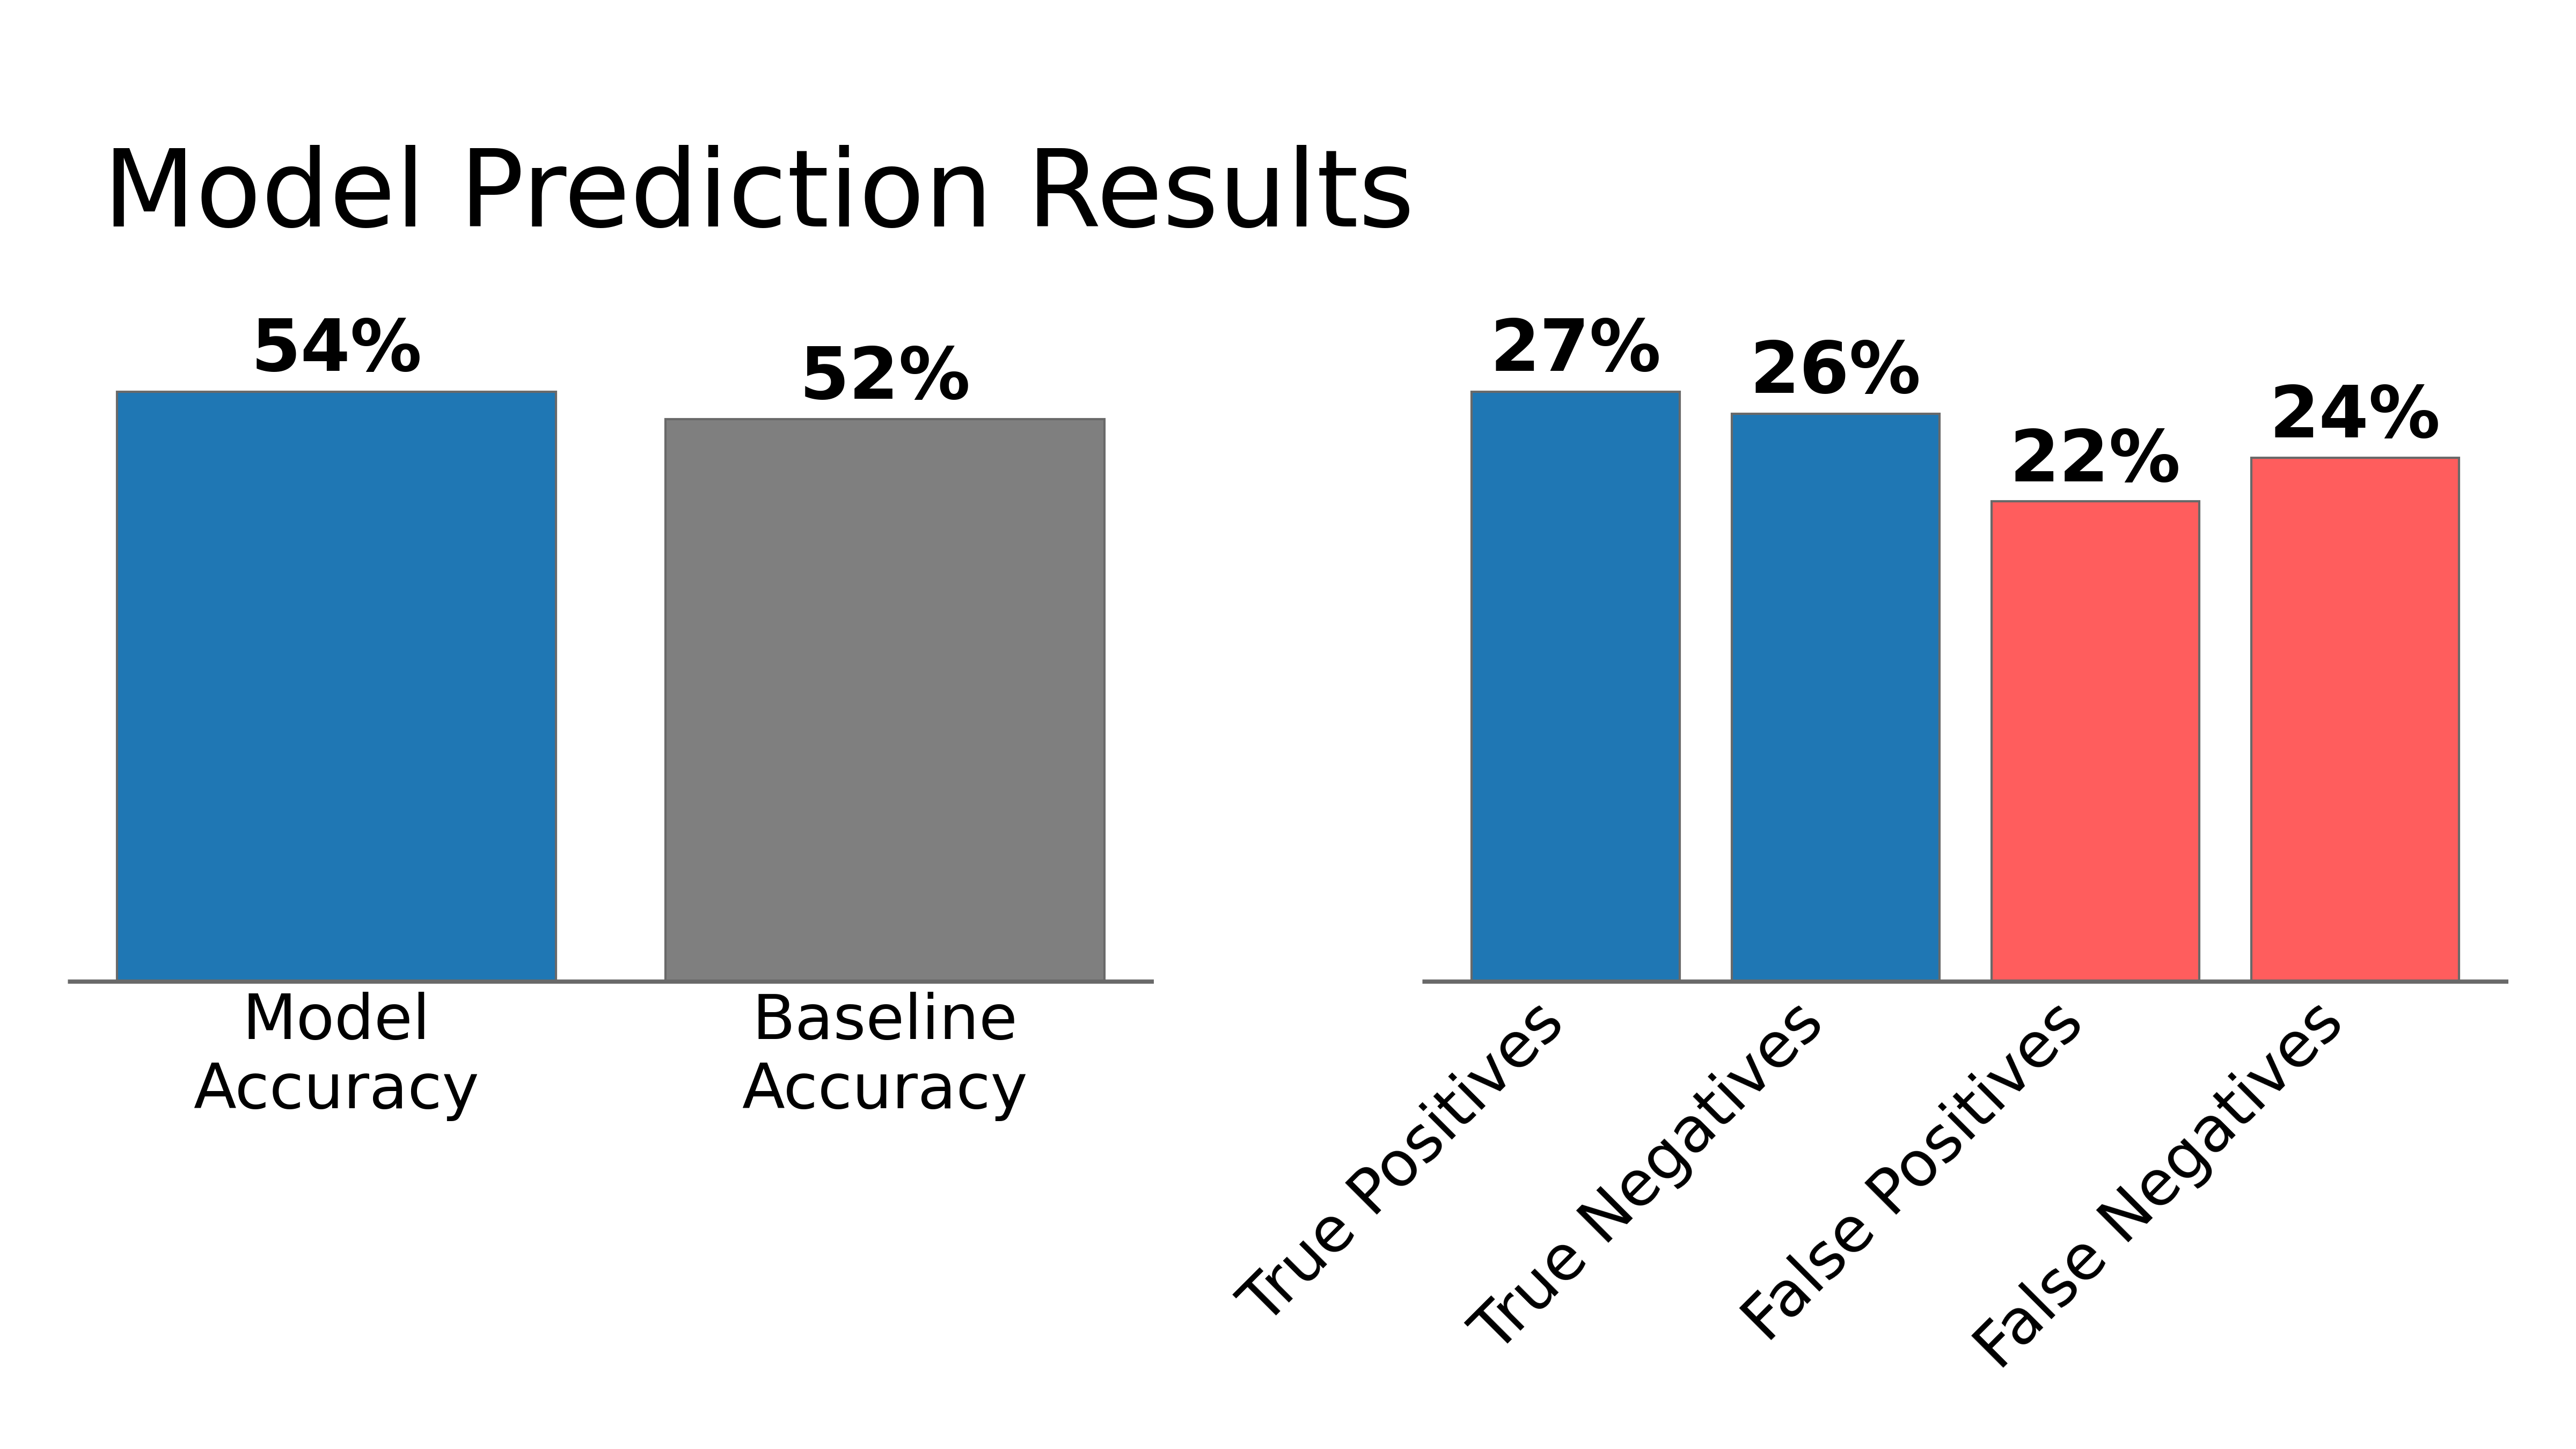 Model Prediction Results
54%
52%
Model
Accuracy
Baseline
Accuracy
27%
26%
22%
24%
True Positives
True Negatives
False Positives
False Negatives